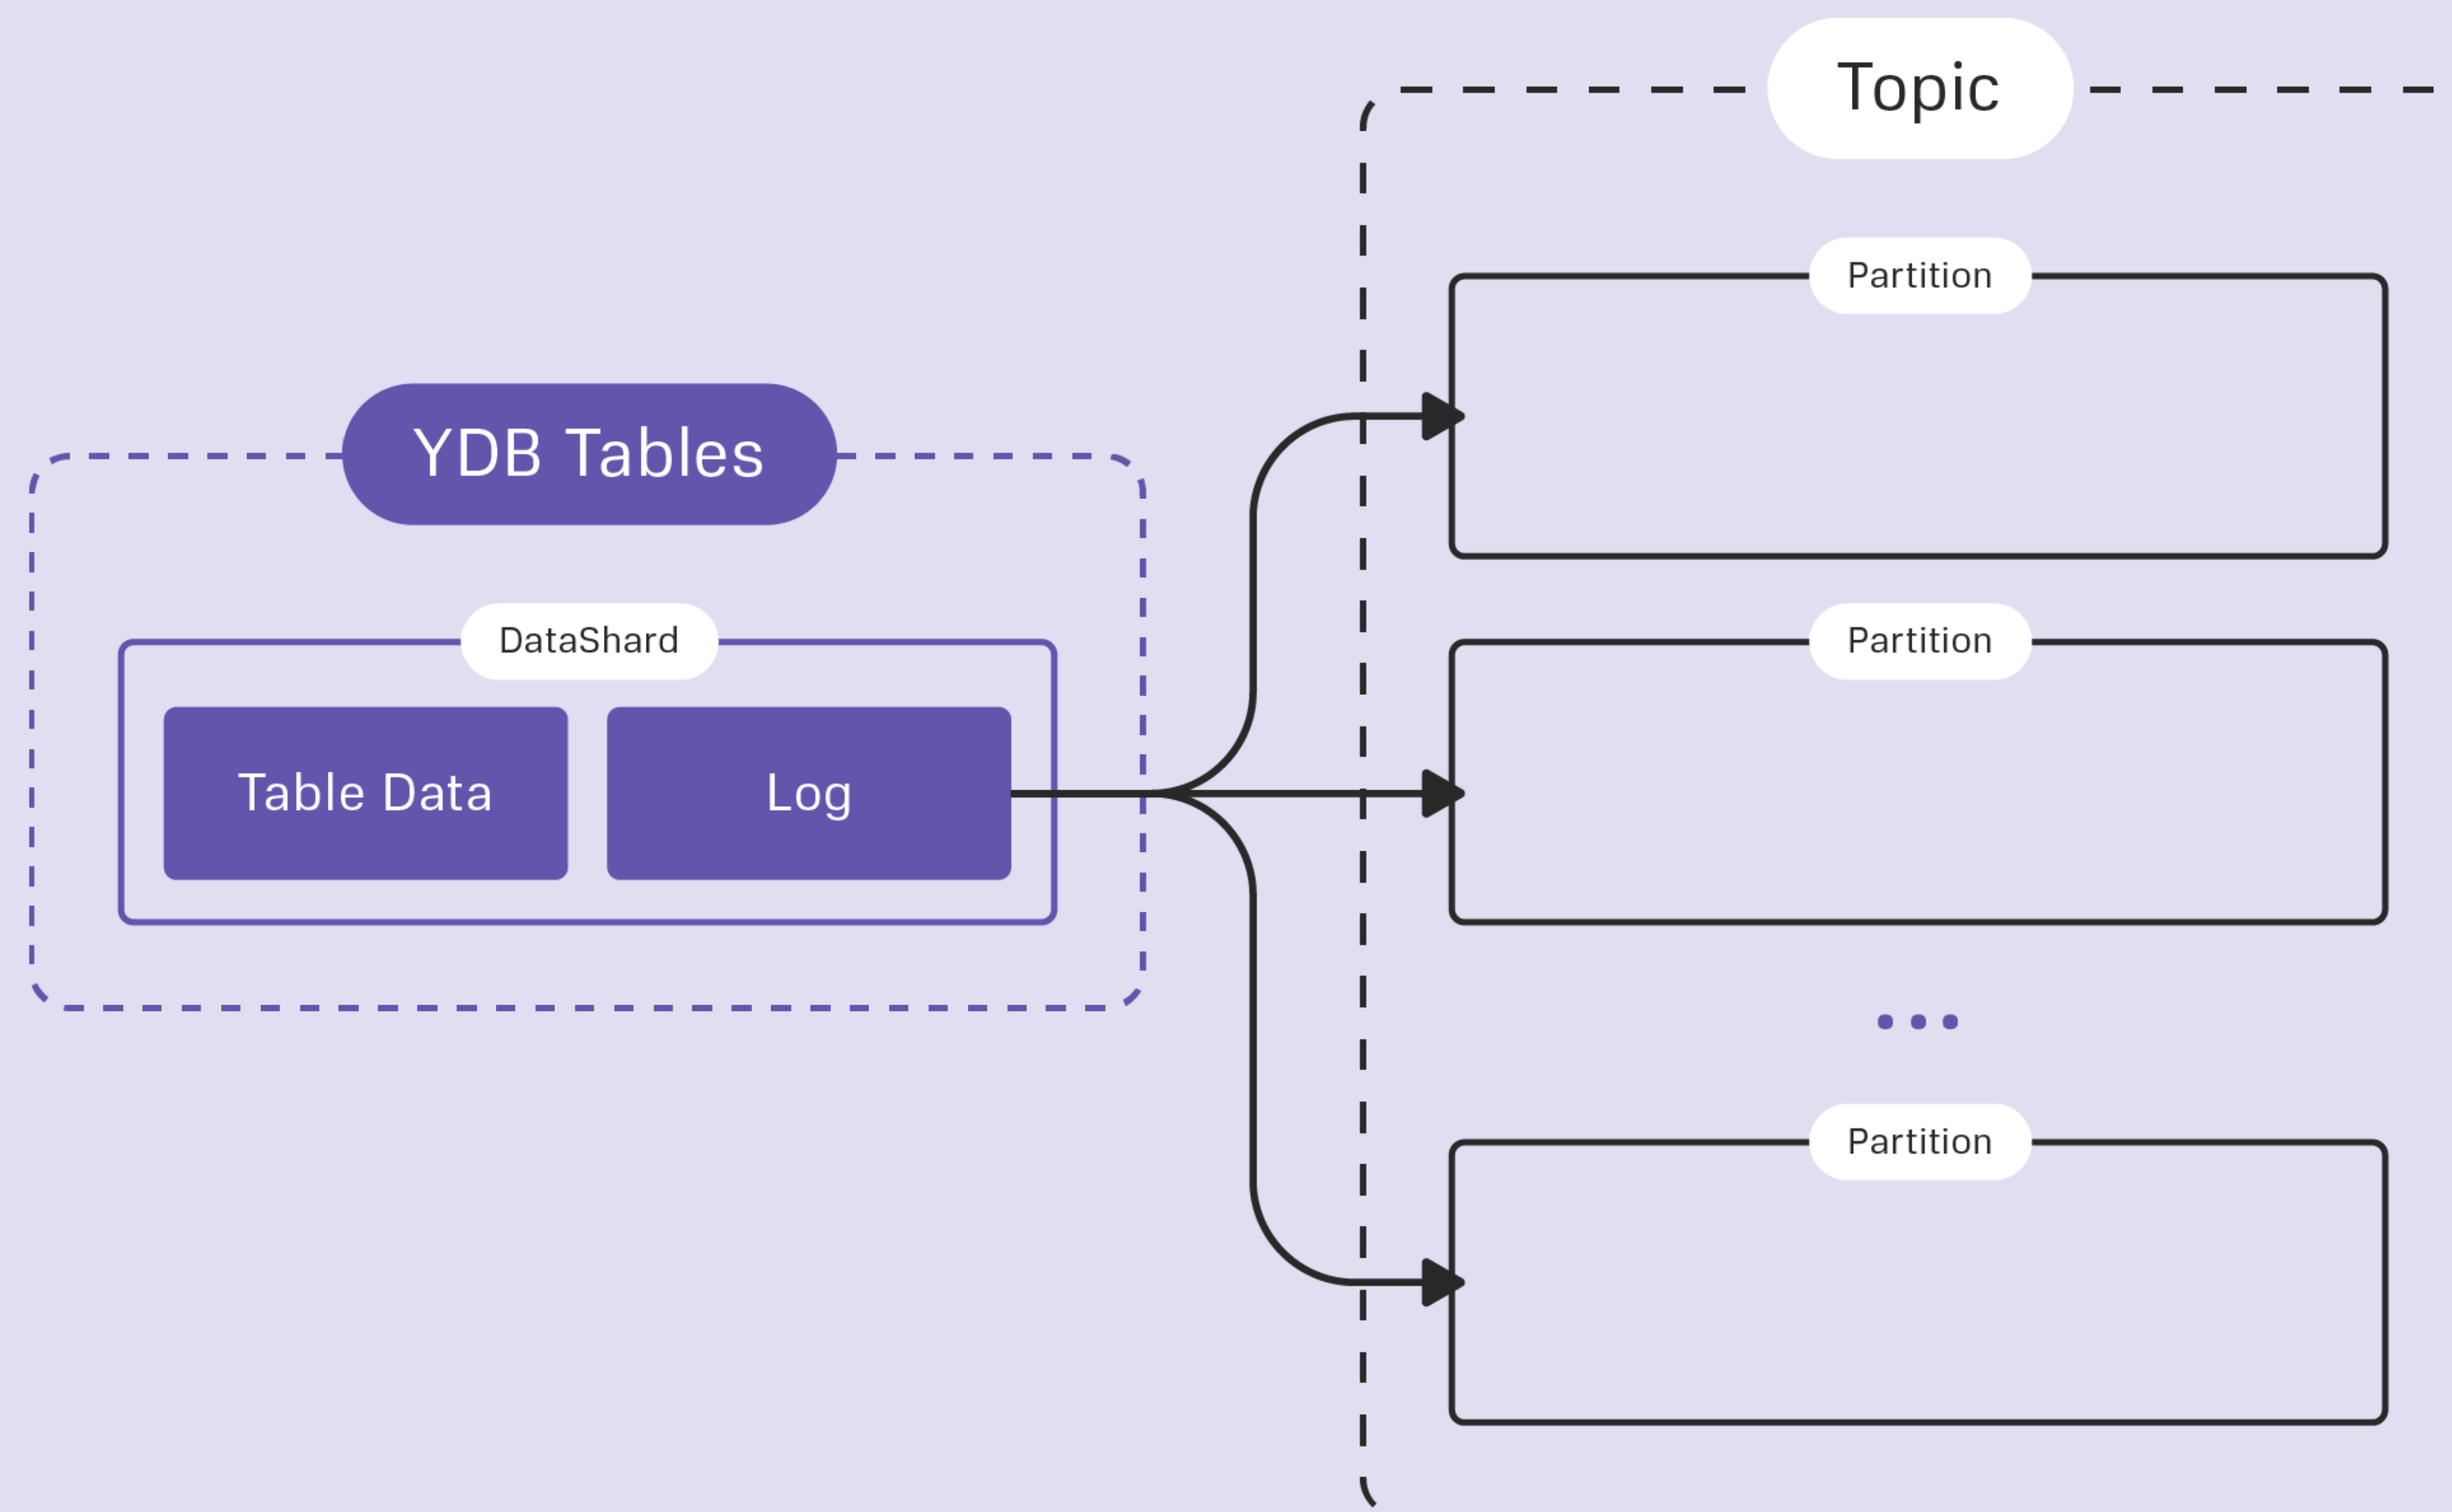 YDB Tables
DataShard
Table Data
Log
Topic
Partition
Partition
...
Partition